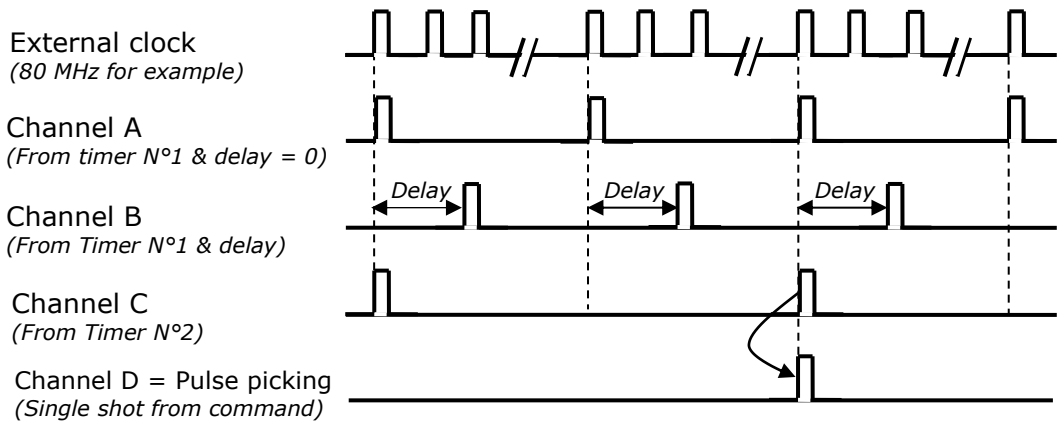 External clock
(80 MHz for example)
Channel A
(From timer N°1 & delay = 0)
Delay
Delay
Delay
Channel B
(From Timer N°1 & delay)
Channel C
(From Timer N°2)
Channel D = Pulse picking
(Single shot from command)